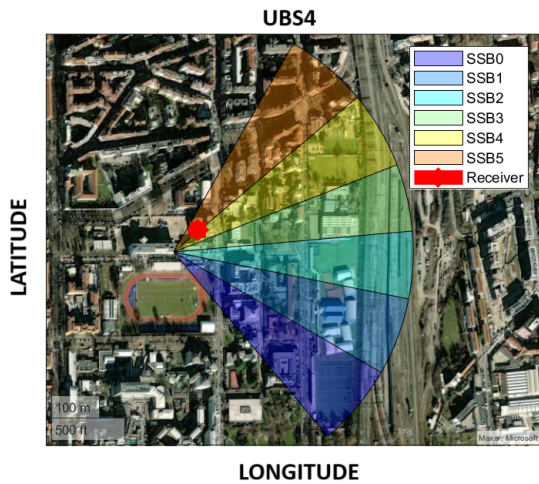 UBS4
SSB0
SSB1
SSB2
SSB3
SSB4
SSB5
Receiver
LATITUDE
100 m
500 ft
Maxar, Microsoft
LONGITUDE